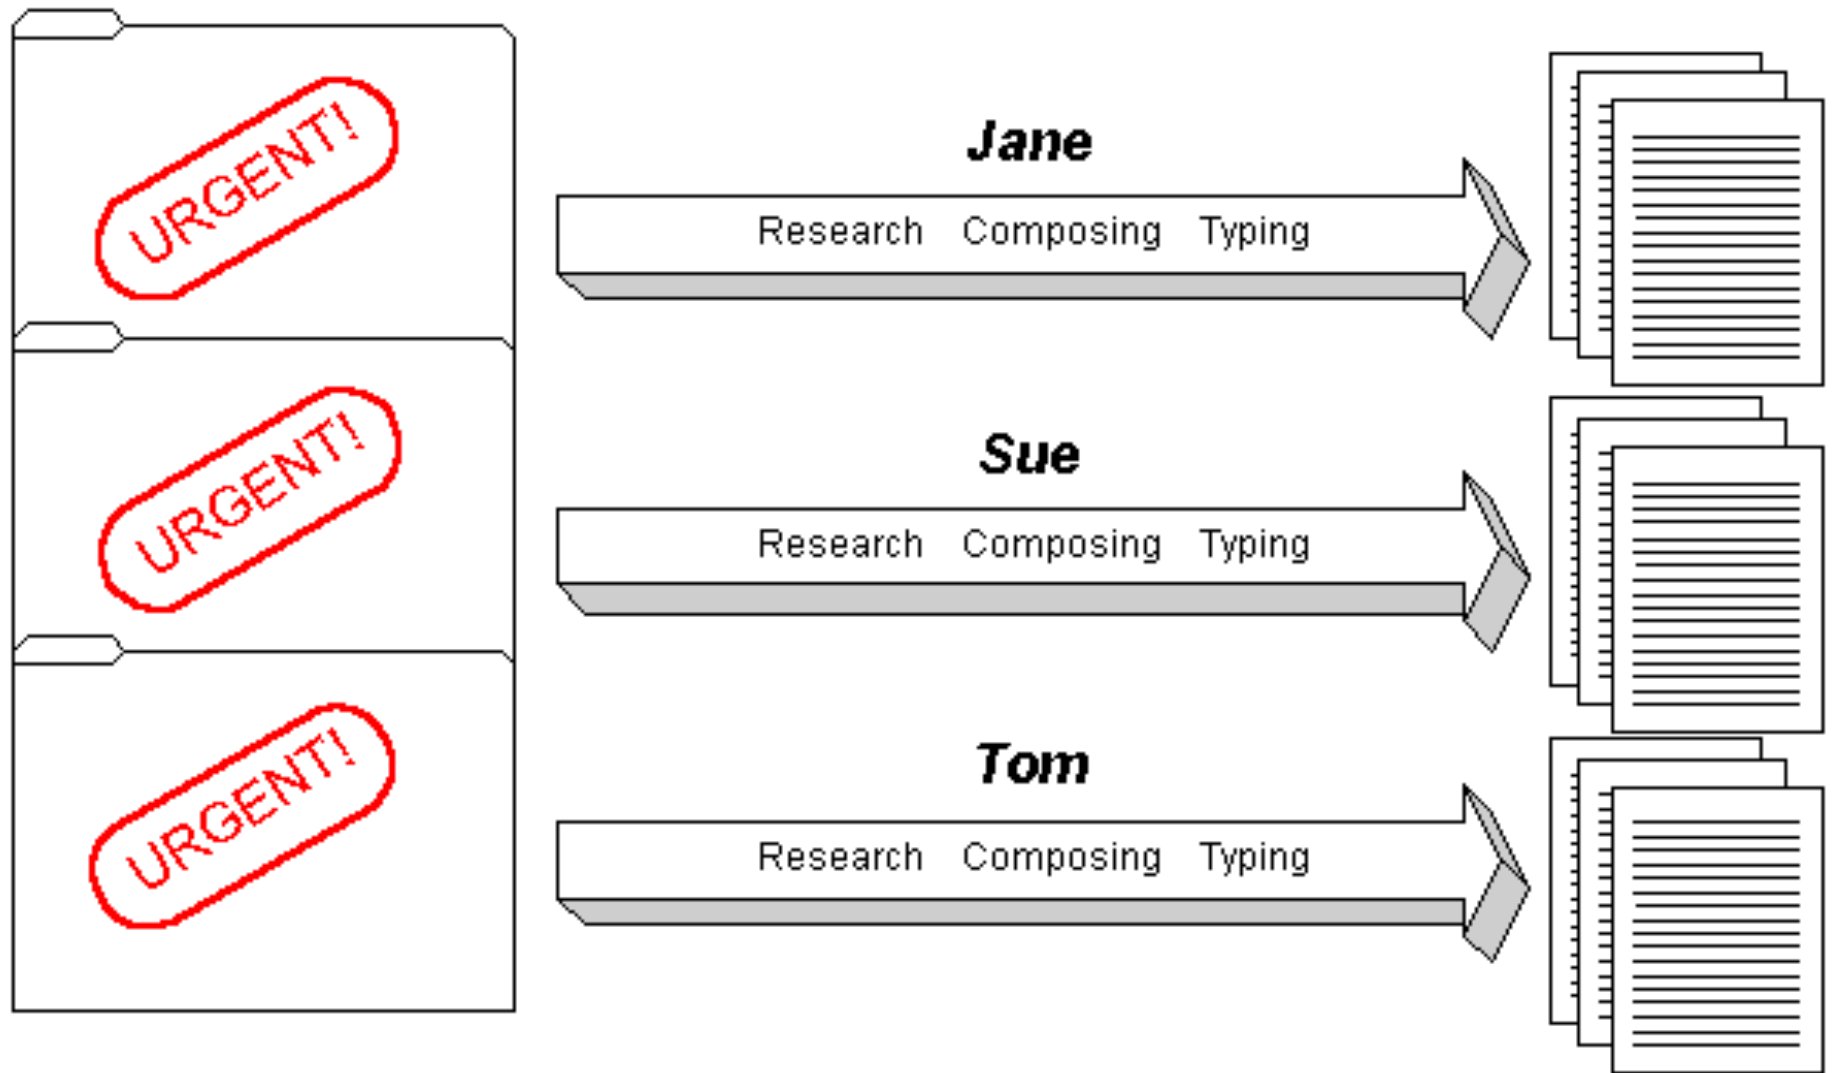 URGENT!
Jane
Research Composing Typing
URGENT!
Sue
Research Composing Typing
URGENT!
Tom
Research Composing Typing